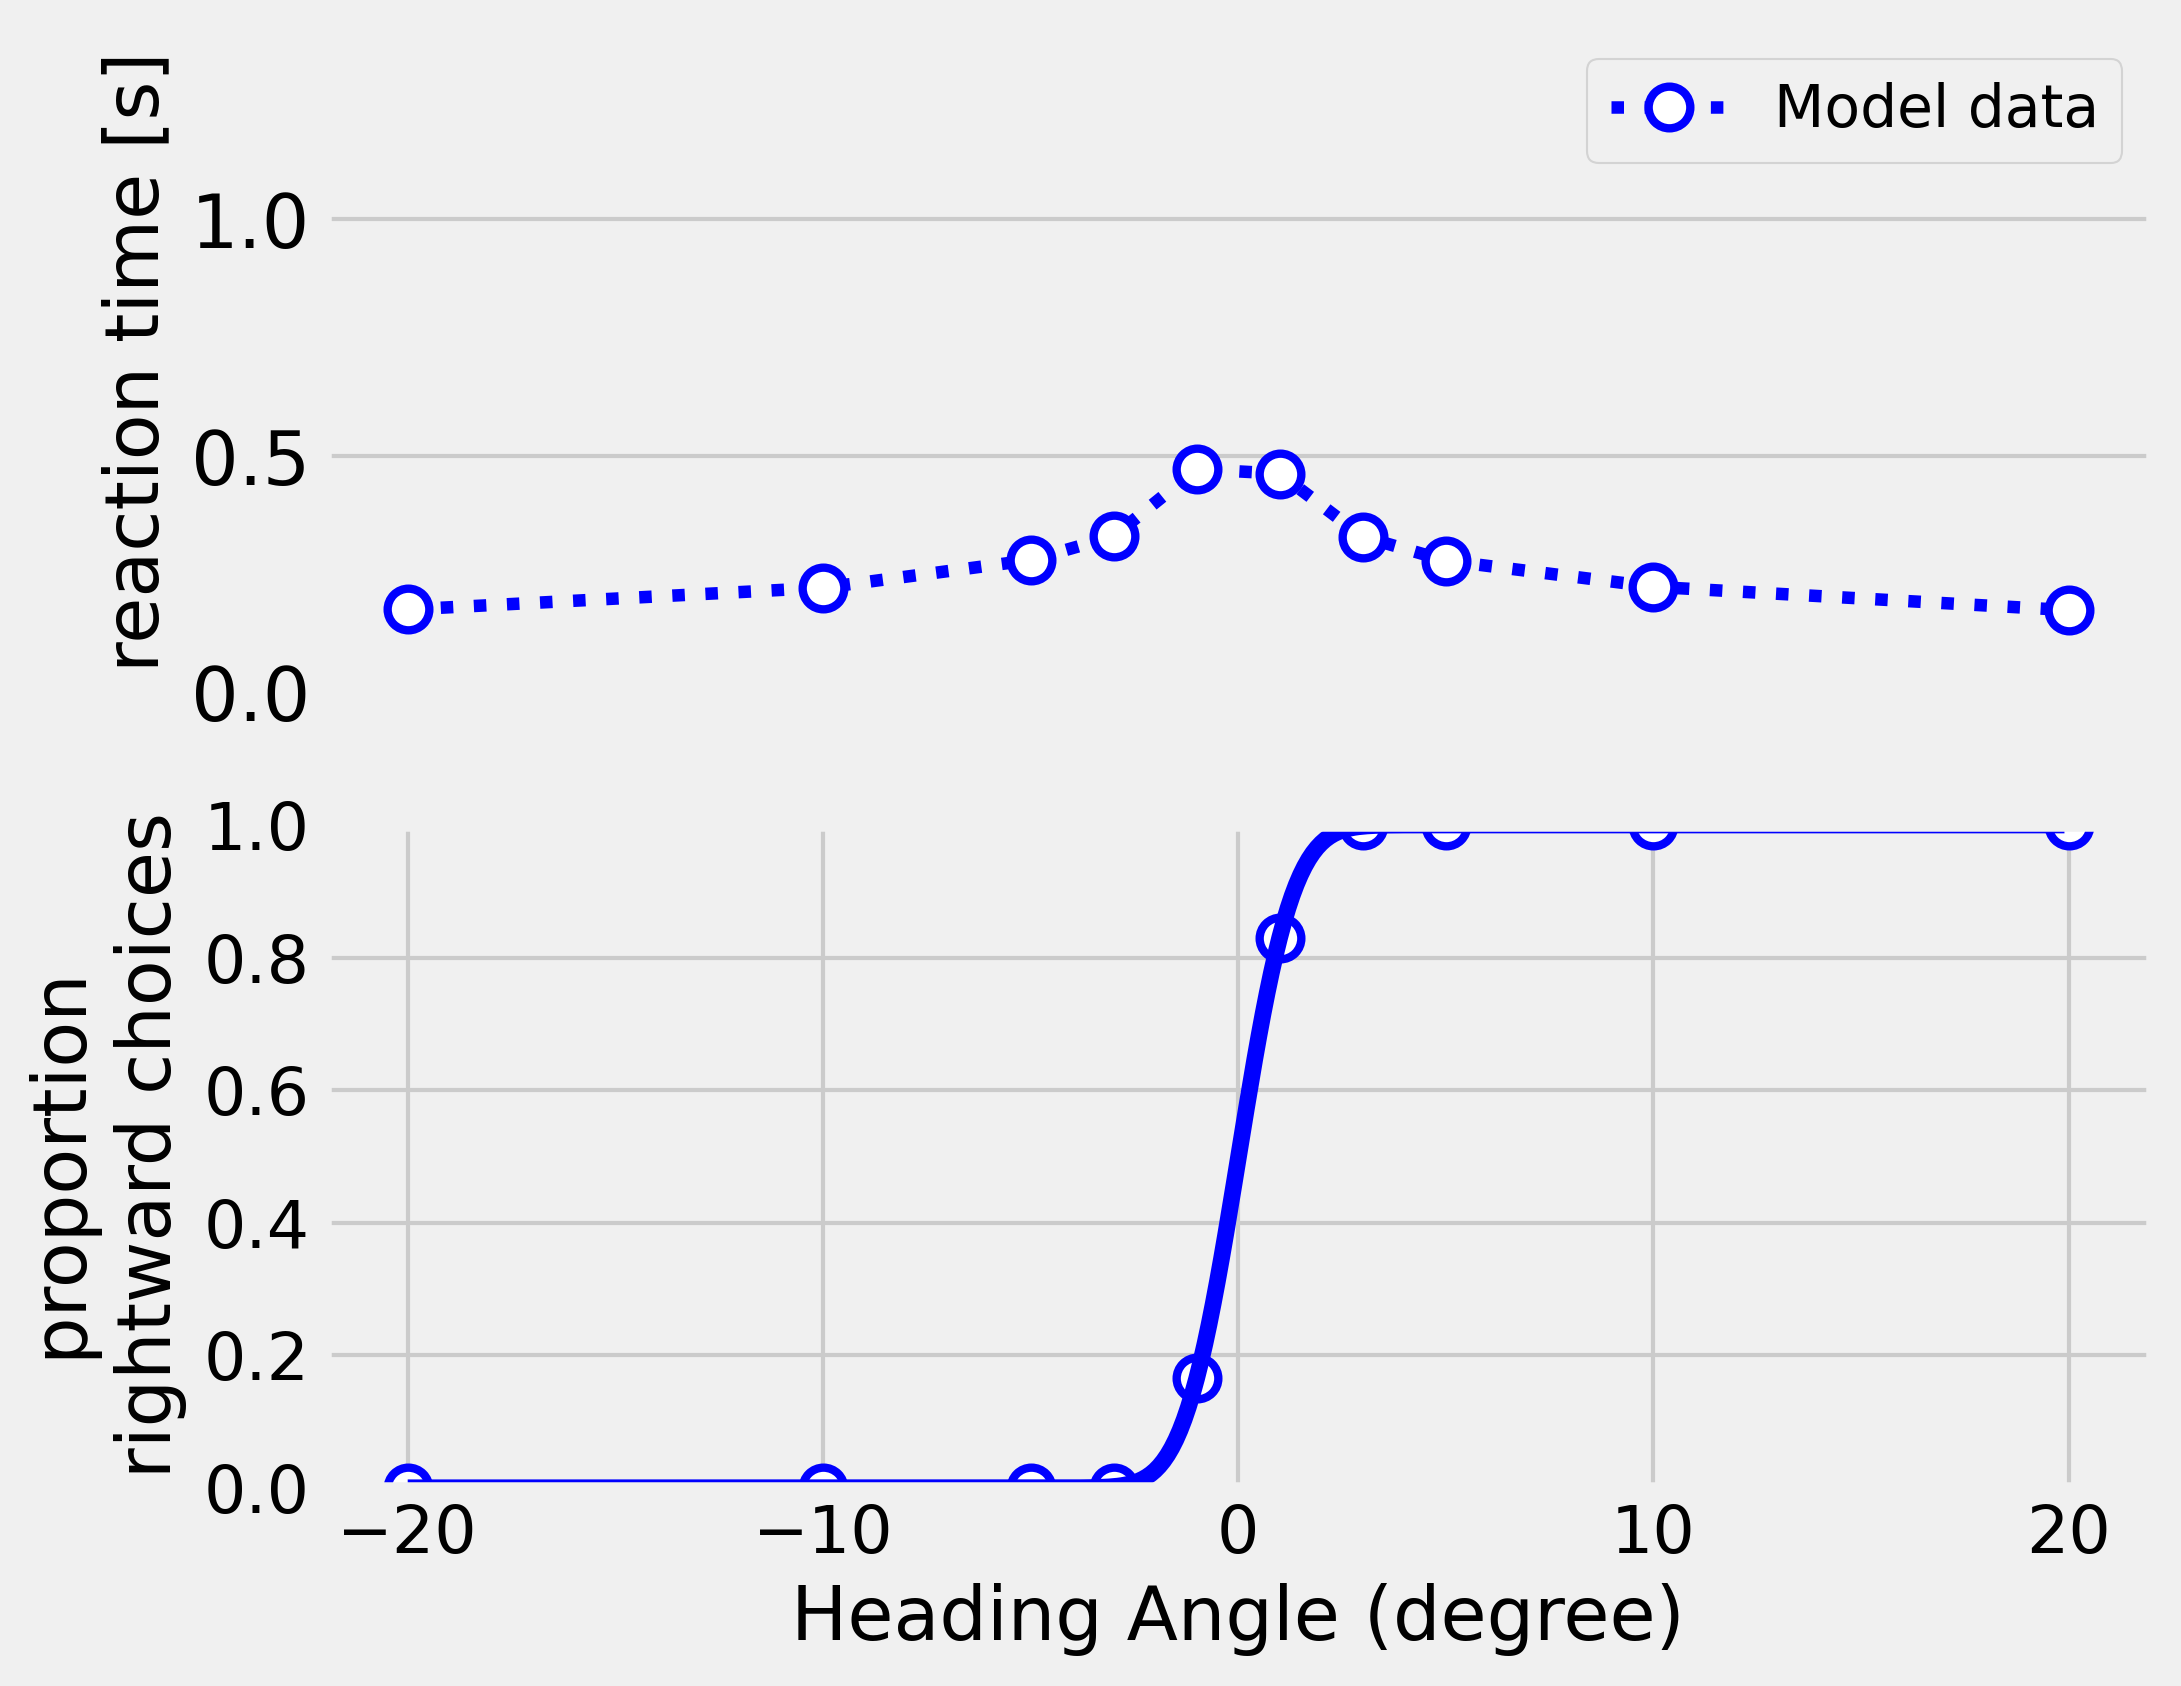 reaction time [s]
Model data
1.0
0.5
0.0
proportion
rightward choices
1.0
0.8
0.6
0.4
0.2
0.0
−20 −10 0 10 20
Heading Angle (degree)